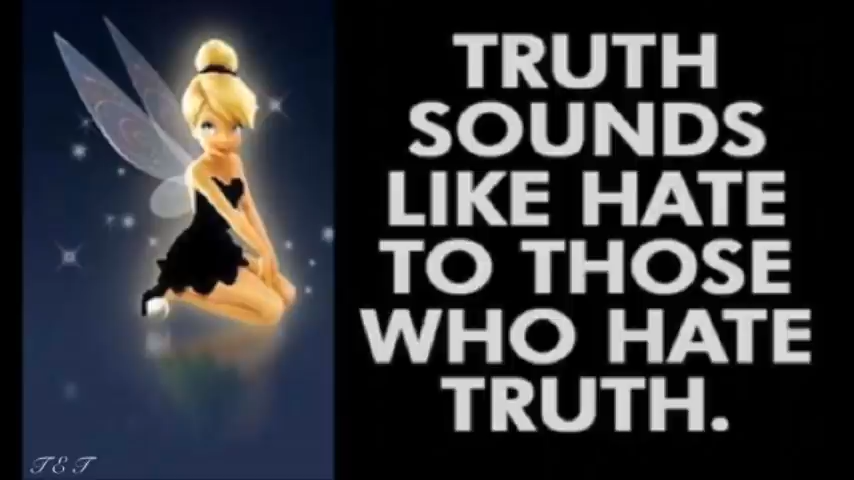 TRUTH
SOUNDS
LIKE HATE
TO THOSE
WHO HATE
TRUTH.
T&T